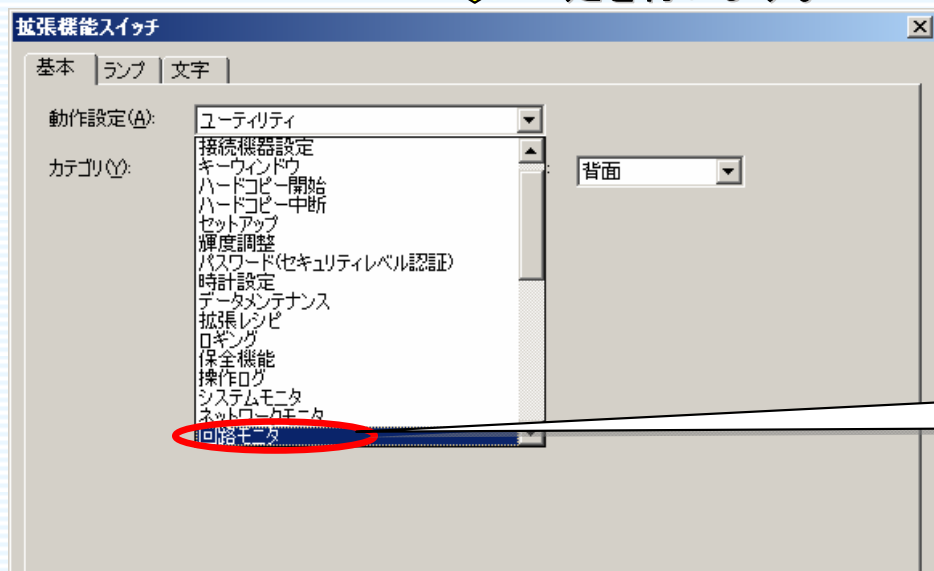 拡張機能スイッチ
基本 ランプ 文字
動作設定(A): ユーティリティ
カテゴリ(Y): : 背面
接続機器設定
キーウィンドウ
ハードコピー開始
ハードコピー中断
セットアップ
輝度調整
パスワード(セキュリティレベル認証)
時計設定
データメンテナンス
拡張レシピ
ロギング
保全機能
操作ログ
システムモニタ
ネットワークモニタ
回路モニタ